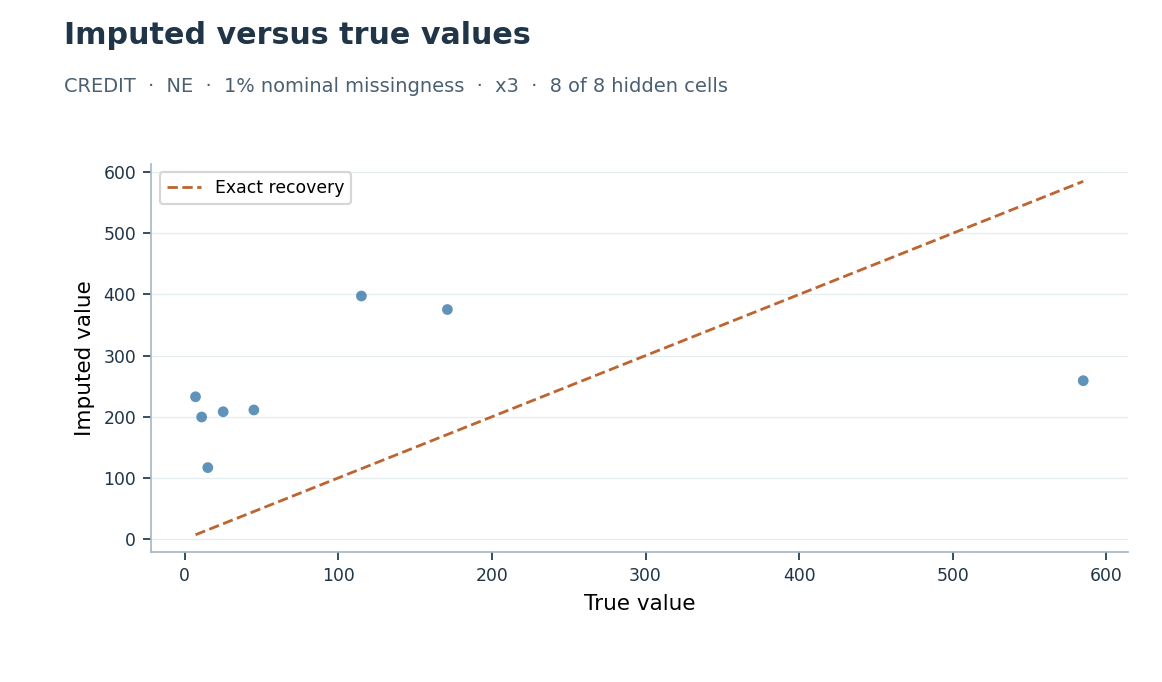 Imputed versus true values
CREDIT · NE · 1% nominal missingness · x3 · 8 of 8 hidden cells
Exact recovery
600
500
400
300
200
100
0
Imputed value
0 100 200 300 400 500 600
True value